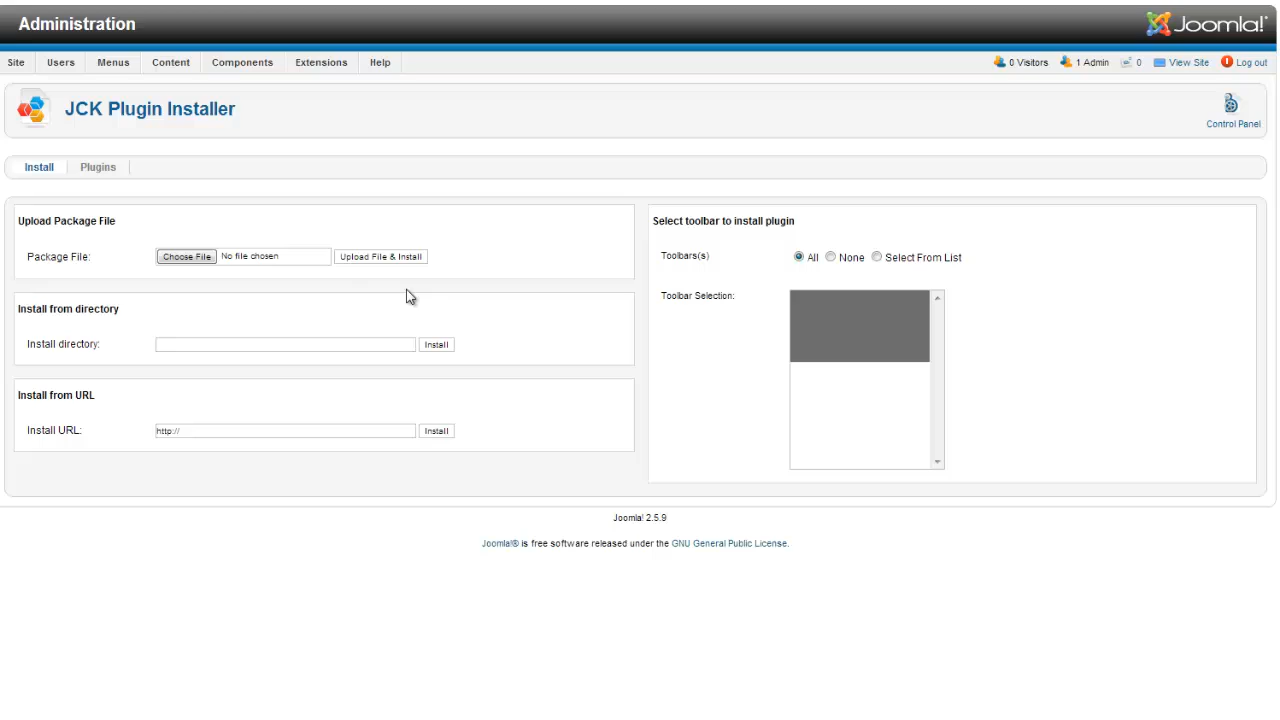 Administration
Joomla!
Site Users Menus Content Components Extensions Help
0 Visitors 1 Admin 0 View Site Log out
JCK Plugin Installer
Control Panel
Install Plugins
Upload Package File
Package File: Choose File No file chosen Upload File & Install
Install from directory
Install directory: Install
Install from URL
Install URL: http:// Install
Select toolbar to install plugin
Toolbars(s) All None Select From List
Toolbar Selection:
Joomla! 2.5.9
Joomla!® is free software released under the GNU General Public License.